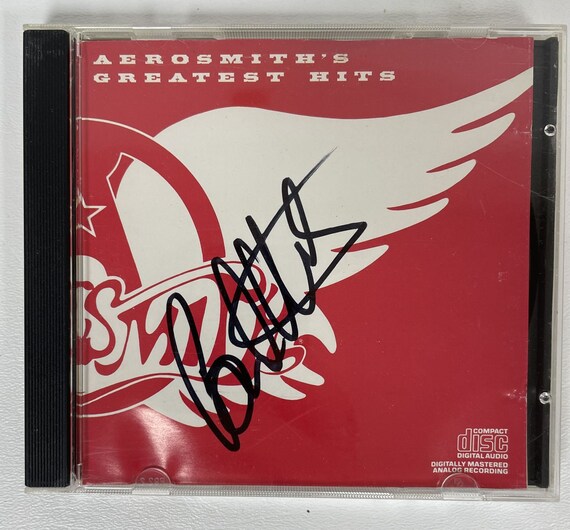 AEROSMITH'S
GREATEST HITS
COMPACT
disc
DIGITAL AUDIO
DIGITALLY MASTERED
ANALOG RECORDING